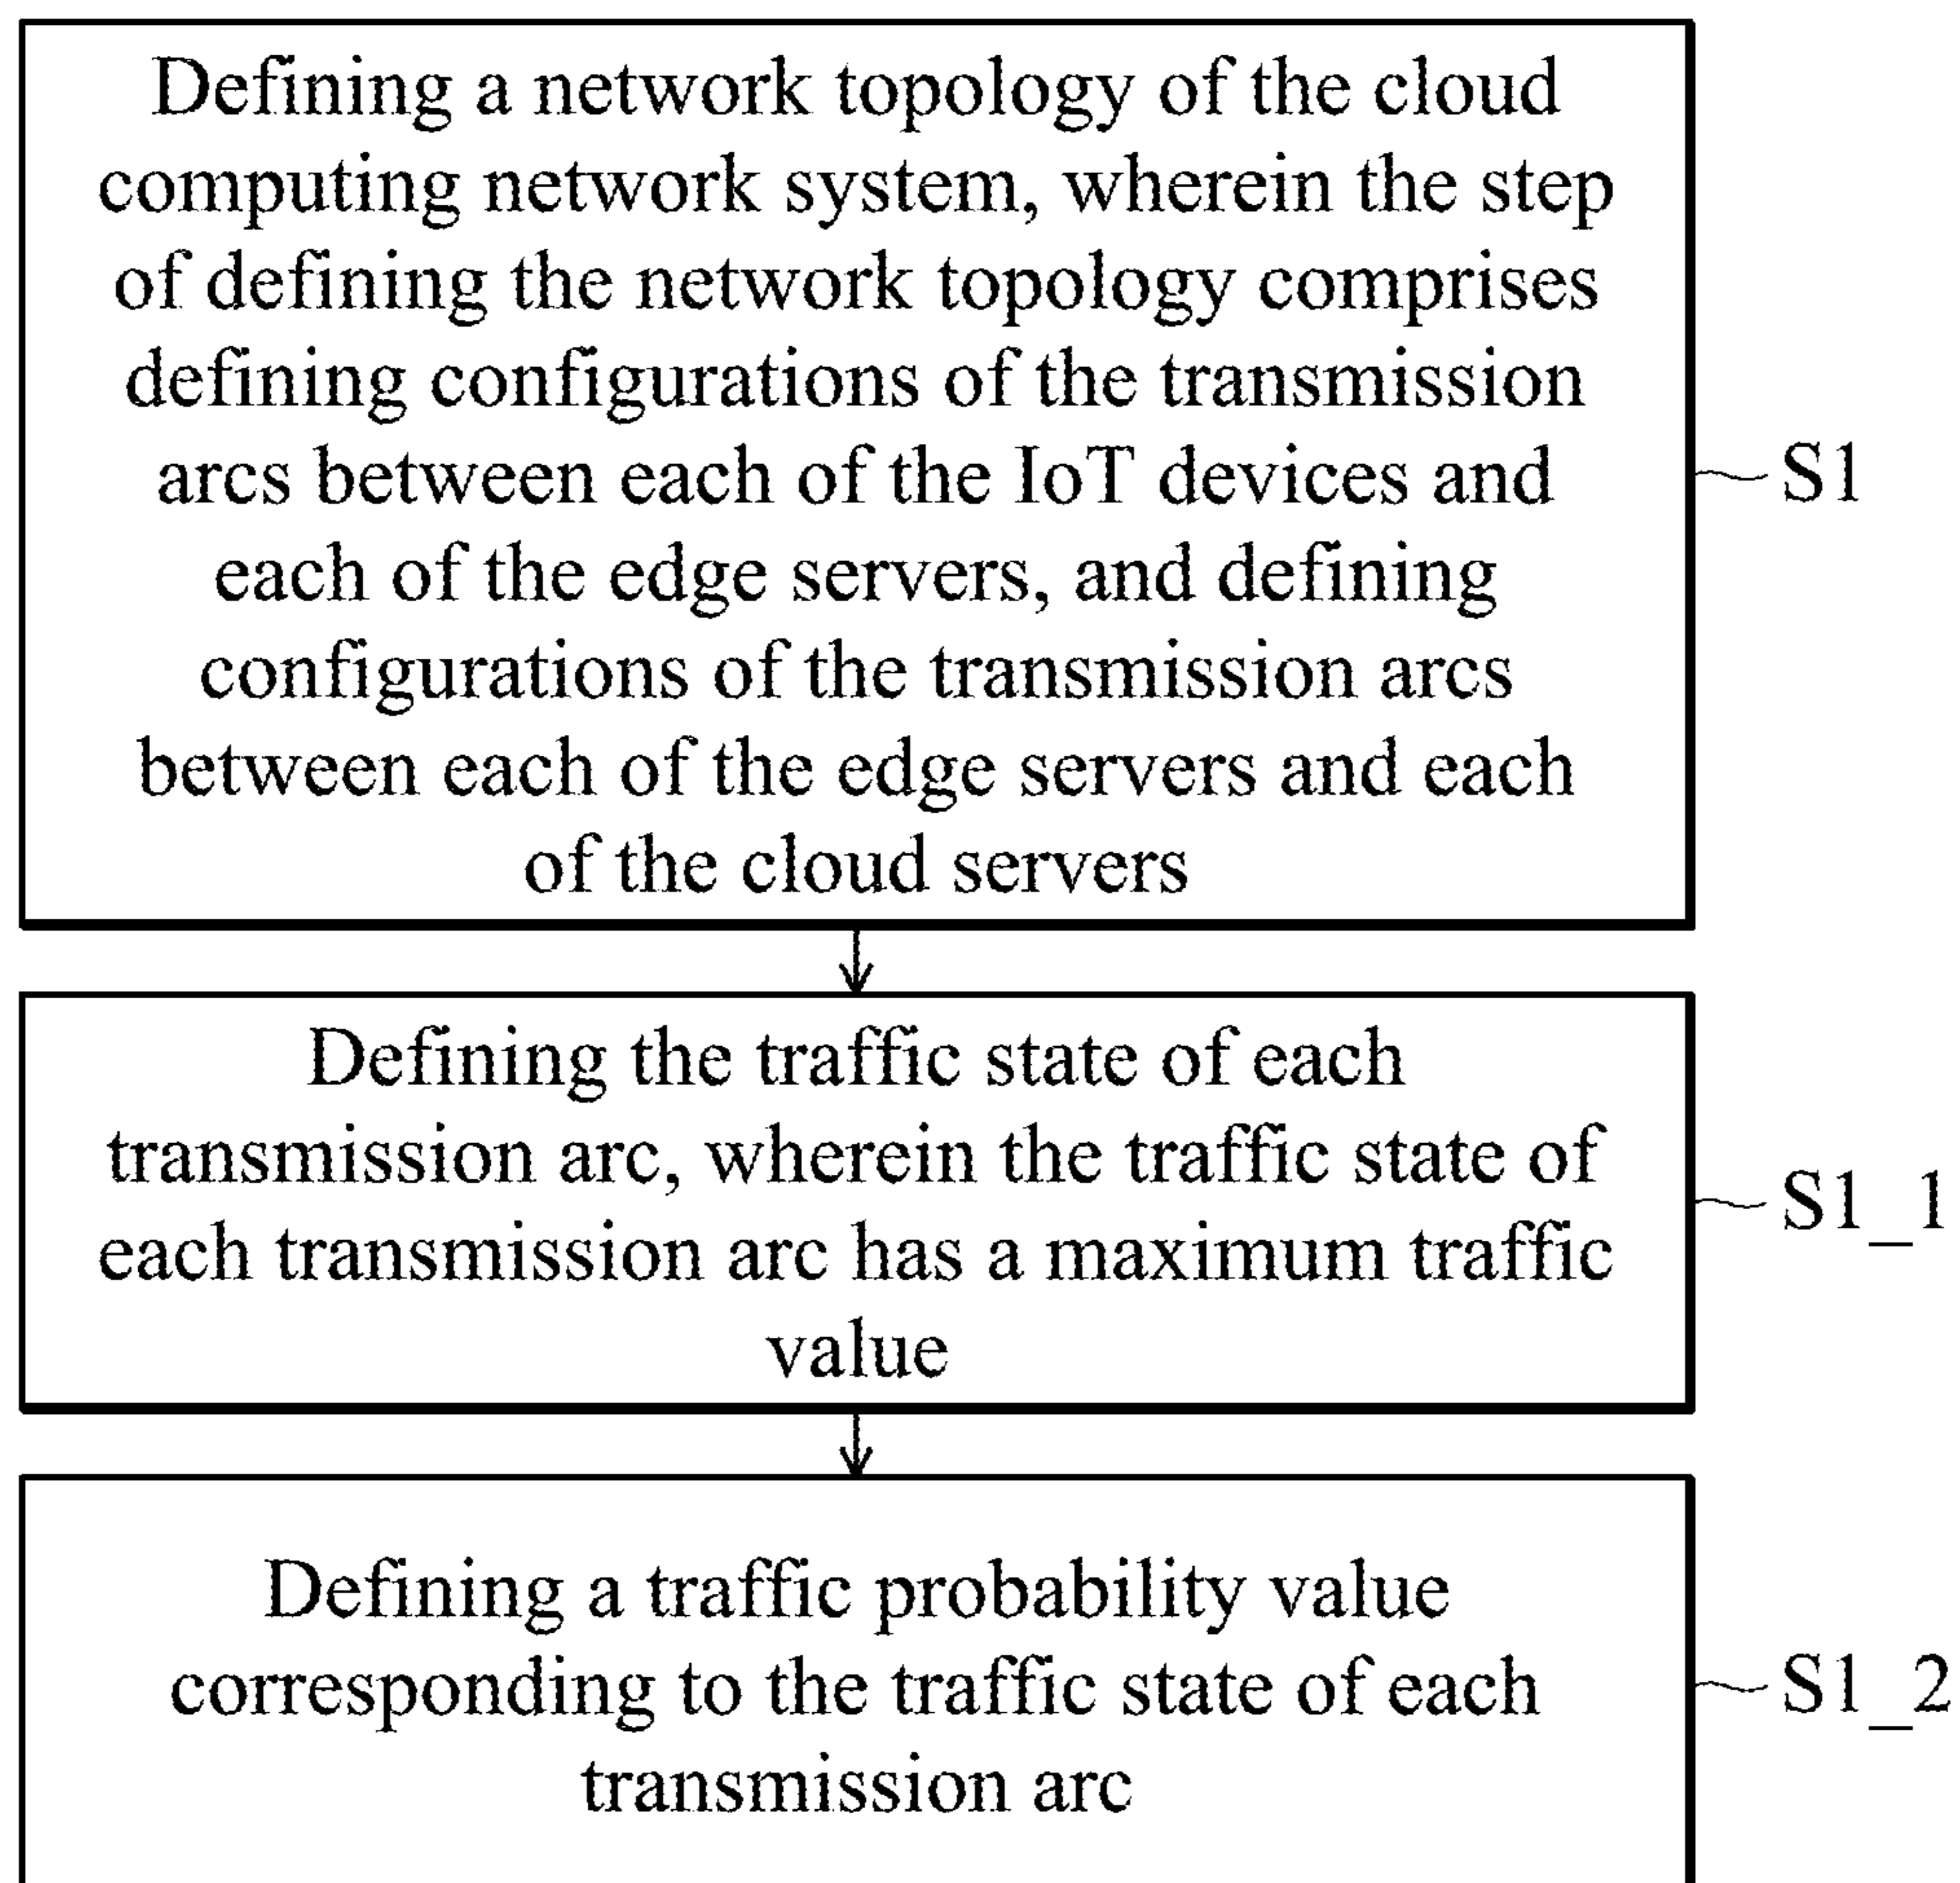 Defining a network topology of the cloud
computing network system, wherein the step
of defining the network topology comprises
defining configurations of the transmission
arcs between each of the IoT devices and
each of the edge servers, and defining
configurations of the transmission arcs
between each of the edge servers and each
of the cloud servers
S1
Defining the traffic state of each
transmission arc, wherein the traffic state of
each transmission arc has a maximum traffic
value
S1_1
Defining a traffic probability value
corresponding to the traffic state of each
transmission arc
S1_2